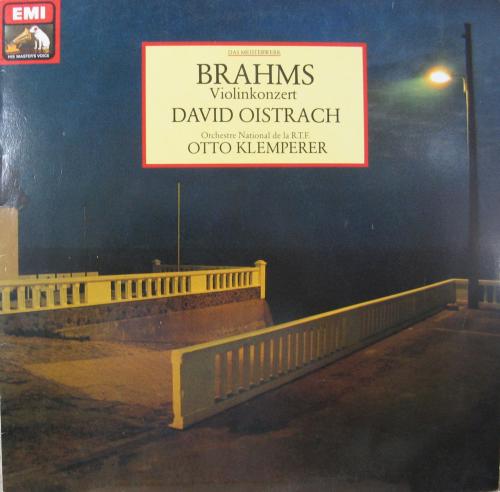 EMI
HIS MASTER'S VOICE
DAS MEISTERWERK
BRAHMS
Violinkonzert
DAVID OISTRACH
Orchestre National de la R.T.F.
OTTO KLEMPERER